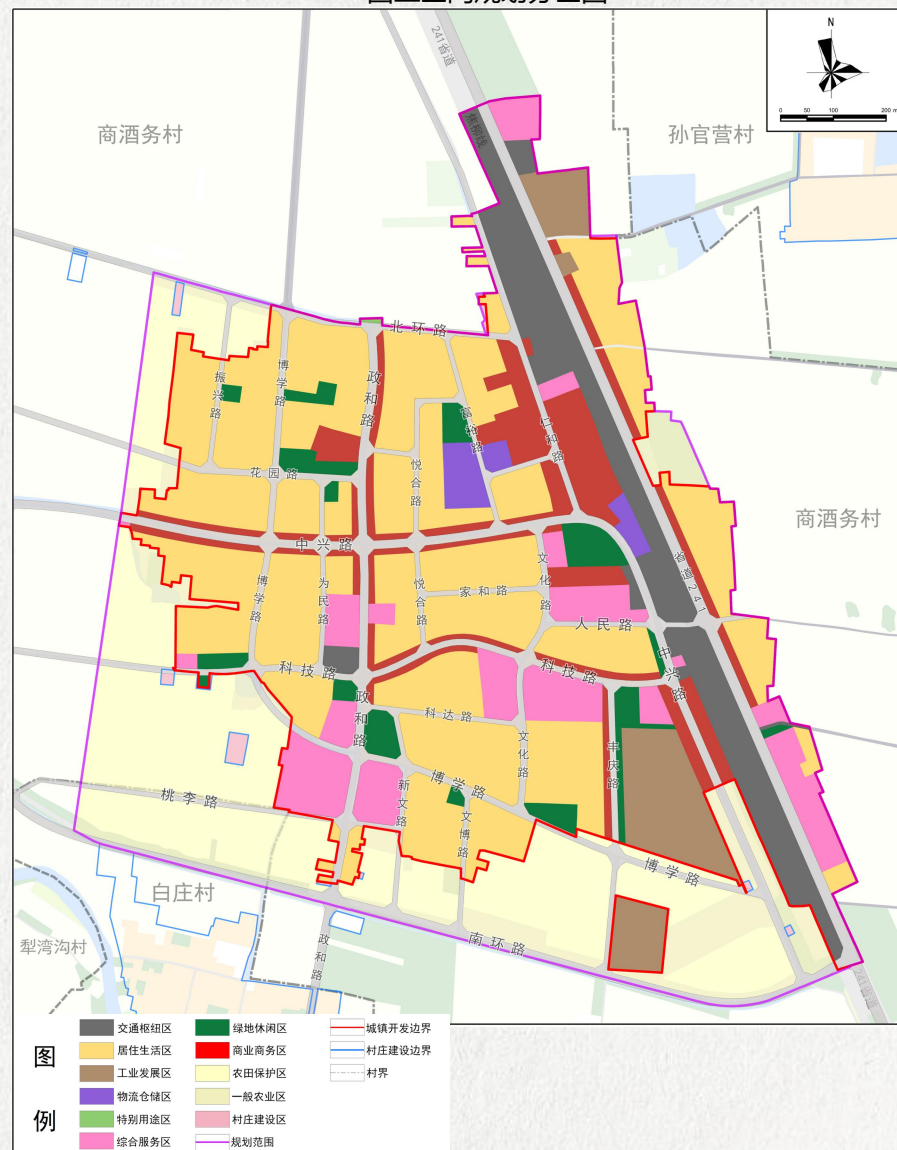 241省道
焦柳线
N
0 50 100 200 m
商酒务村
孙官营村
北环路
振兴路
博学路
政和路
富裕路
仁和路
悦合路
花园路
中兴路
商酒务村
省道241
博学路
为民路
悦合路
家和路
文化路
人民路
科技路
科技路
中兴路
政和路
科达路
文化路
丰庆路
桃李路
新文路
博学路
文博路
博学路
白庄村
犁湾沟村
政和路
南环路
241省道
图例
交通枢纽区
绿地休闲区
城镇开发边界
居住生活区
商业商务区
村庄建设边界
工业发展区
农田保护区
村界
物流仓储区
一般农业区
特别用途区
村庄建设区
综合服务区
规划范围